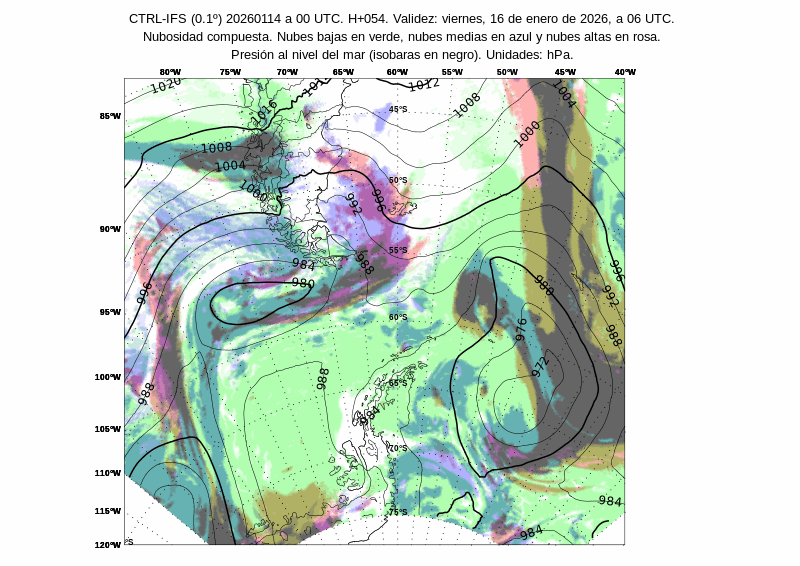 CTRL-IFS (0.1º) 20260114 a 00 UTC. H+054. Validez: viernes, 16 de enero de 2026, a 06 UTC.
Nubosidad compuesta. Nubes bajas en verde, nubes medias en azul y nubes altas en rosa.
Presión al nivel del mar (isobaras en negro). Unidades: hPa.
80°W 75°W 70°W 65°W 60°W 55°W 50°W 45°W 40°W
1020 1012 1004
1008
45°S
85°W
1016
1000
1008
1004
1000
50°S
992 996
90°W
55°S
984 988 996
980 988
996 992
95°W
60°S
976 988
972
988
100°W
65°S
988
984
105°W
70°S
110°W
984
115°W
75°S
984
120°W
°S